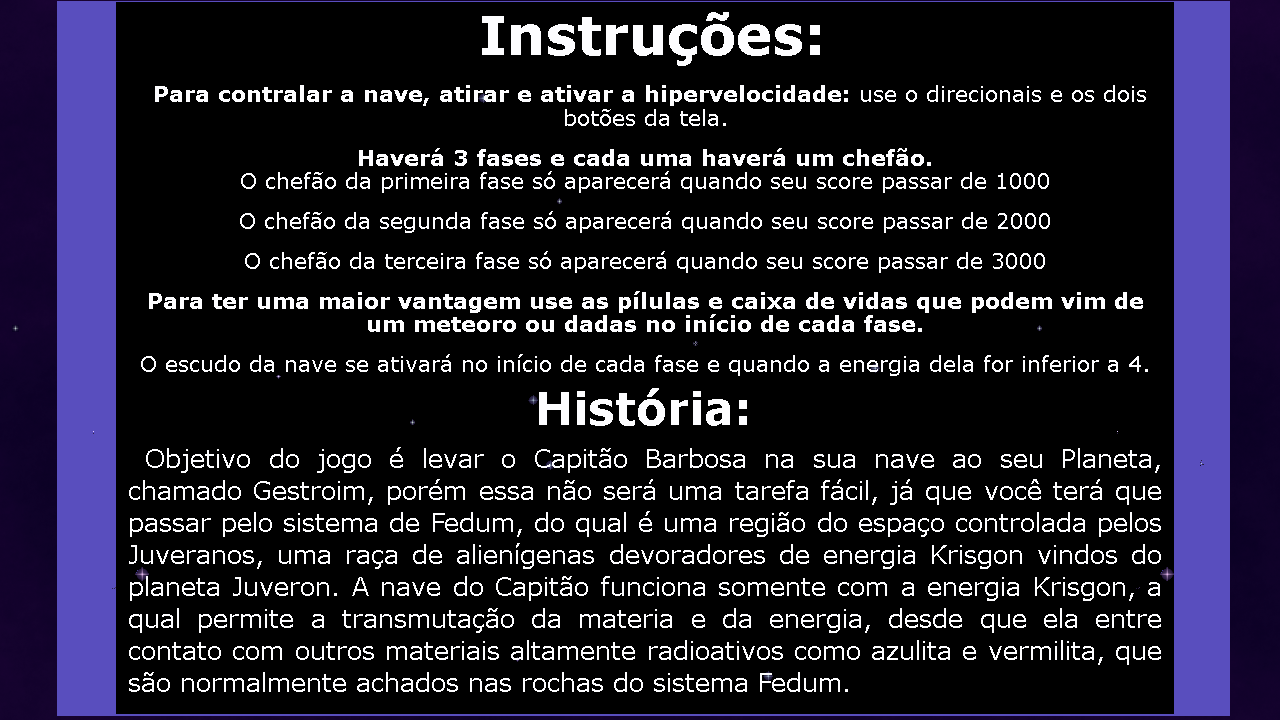 Instruções:
Para contralar a nave, atirar e ativar a hipervelocidade: use o direcionais e os dois
botões da tela.
Haverá 3 fases e cada uma haverá um chefão.
O chefão da primeira fase só aparecerá quando seu score passar de 1000
O chefão da segunda fase só aparecerá quando seu score passar de 2000
O chefão da terceira fase só aparecerá quando seu score passar de 3000
Para ter uma maior vantagem use as pílulas e caixa de vidas que podem vim de
um meteoro ou dadas no início de cada fase.
O escudo da nave se ativará no início de cada fase e quando a energia dela for inferior a 4.
História:
Objetivo do jogo é levar o Capitão Barbosa na sua nave ao seu Planeta,
chamado Gestroim, porém essa não será uma tarefa fácil, já que você terá que
passar pelo sistema de Fedum, do qual é uma região do espaço controlada pelos
Juveranos, uma raça de alienígenas devoradores de energia Krisgon vindos do
planeta Juveron. A nave do Capitão funciona somente com a energia Krisgon, a
qual permite a transmutação da materia e da energia, desde que ela entre
contato com outros materiais altamente radioativos como azulita e vermilita, que
são normalmente achados nas rochas do sistema Fedum.